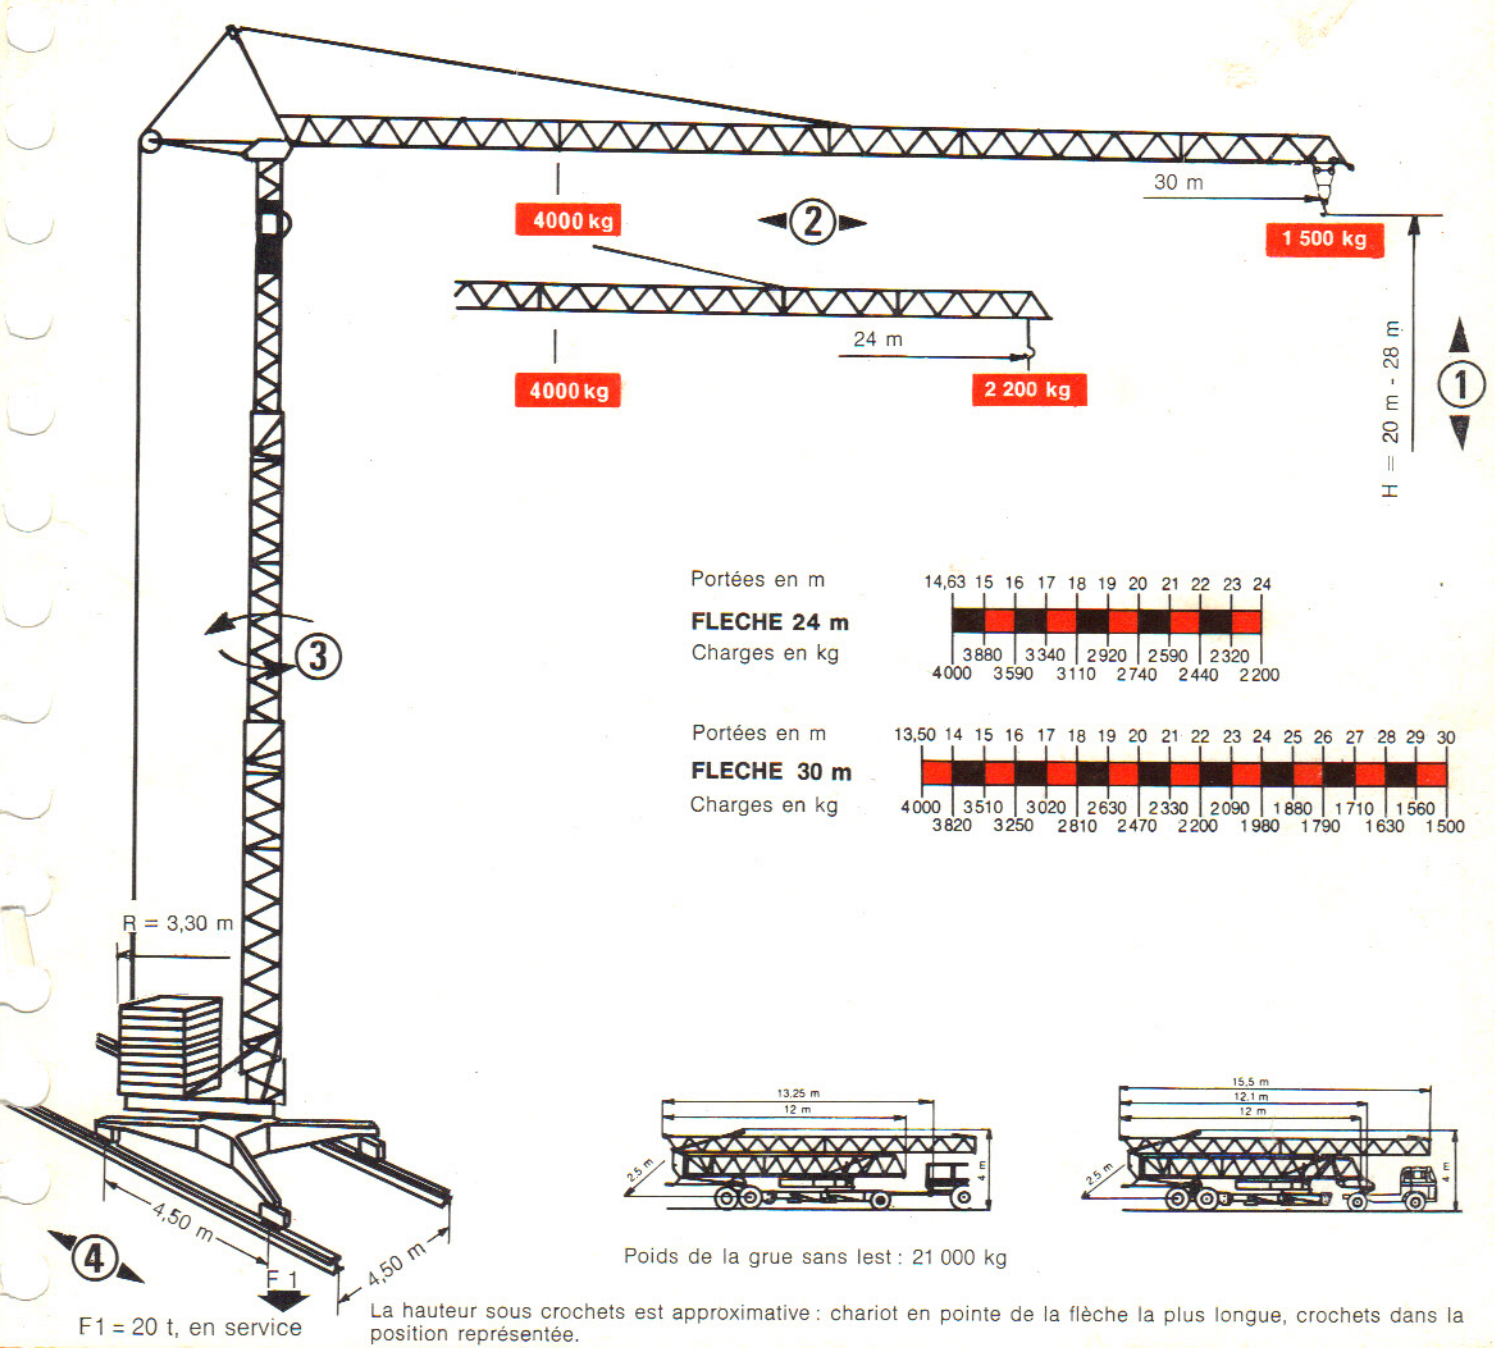 30 m
4000 kg
2
1 500 kg
24 m
4000 kg
2 200 kg
H = 20 m - 28 m
1
Portées en m
14,63 15 16 17 18 19 20 21 22 23 24
FLECHE 24 m
Charges en kg
3880 3340 2920 2590 2320
4000 3590 3110 2740 2440 2200
3
Portées en m
13,50 14 15 16 17 18 19 20 21 22 23 24 25 26 27 28 29 30
FLECHE 30 m
Charges en kg
4000 3510 3020 2630 2330 2090 1880 1710 1560
3820 3250 2810 2470 2200 1980 1790 1630 1500
R = 3,30 m
13,25 m
12 m
2,5 m
4 m
15,5 m
12,1 m
12 m
2,5 m
4 m
4,50 m
4,50 m
4
F 1
Poids de la grue sans lest : 21 000 kg
F1 = 20 t, en service
La hauteur sous crochets est approximative : chariot en pointe de la flèche la plus longue, crochets dans la
position représentée.